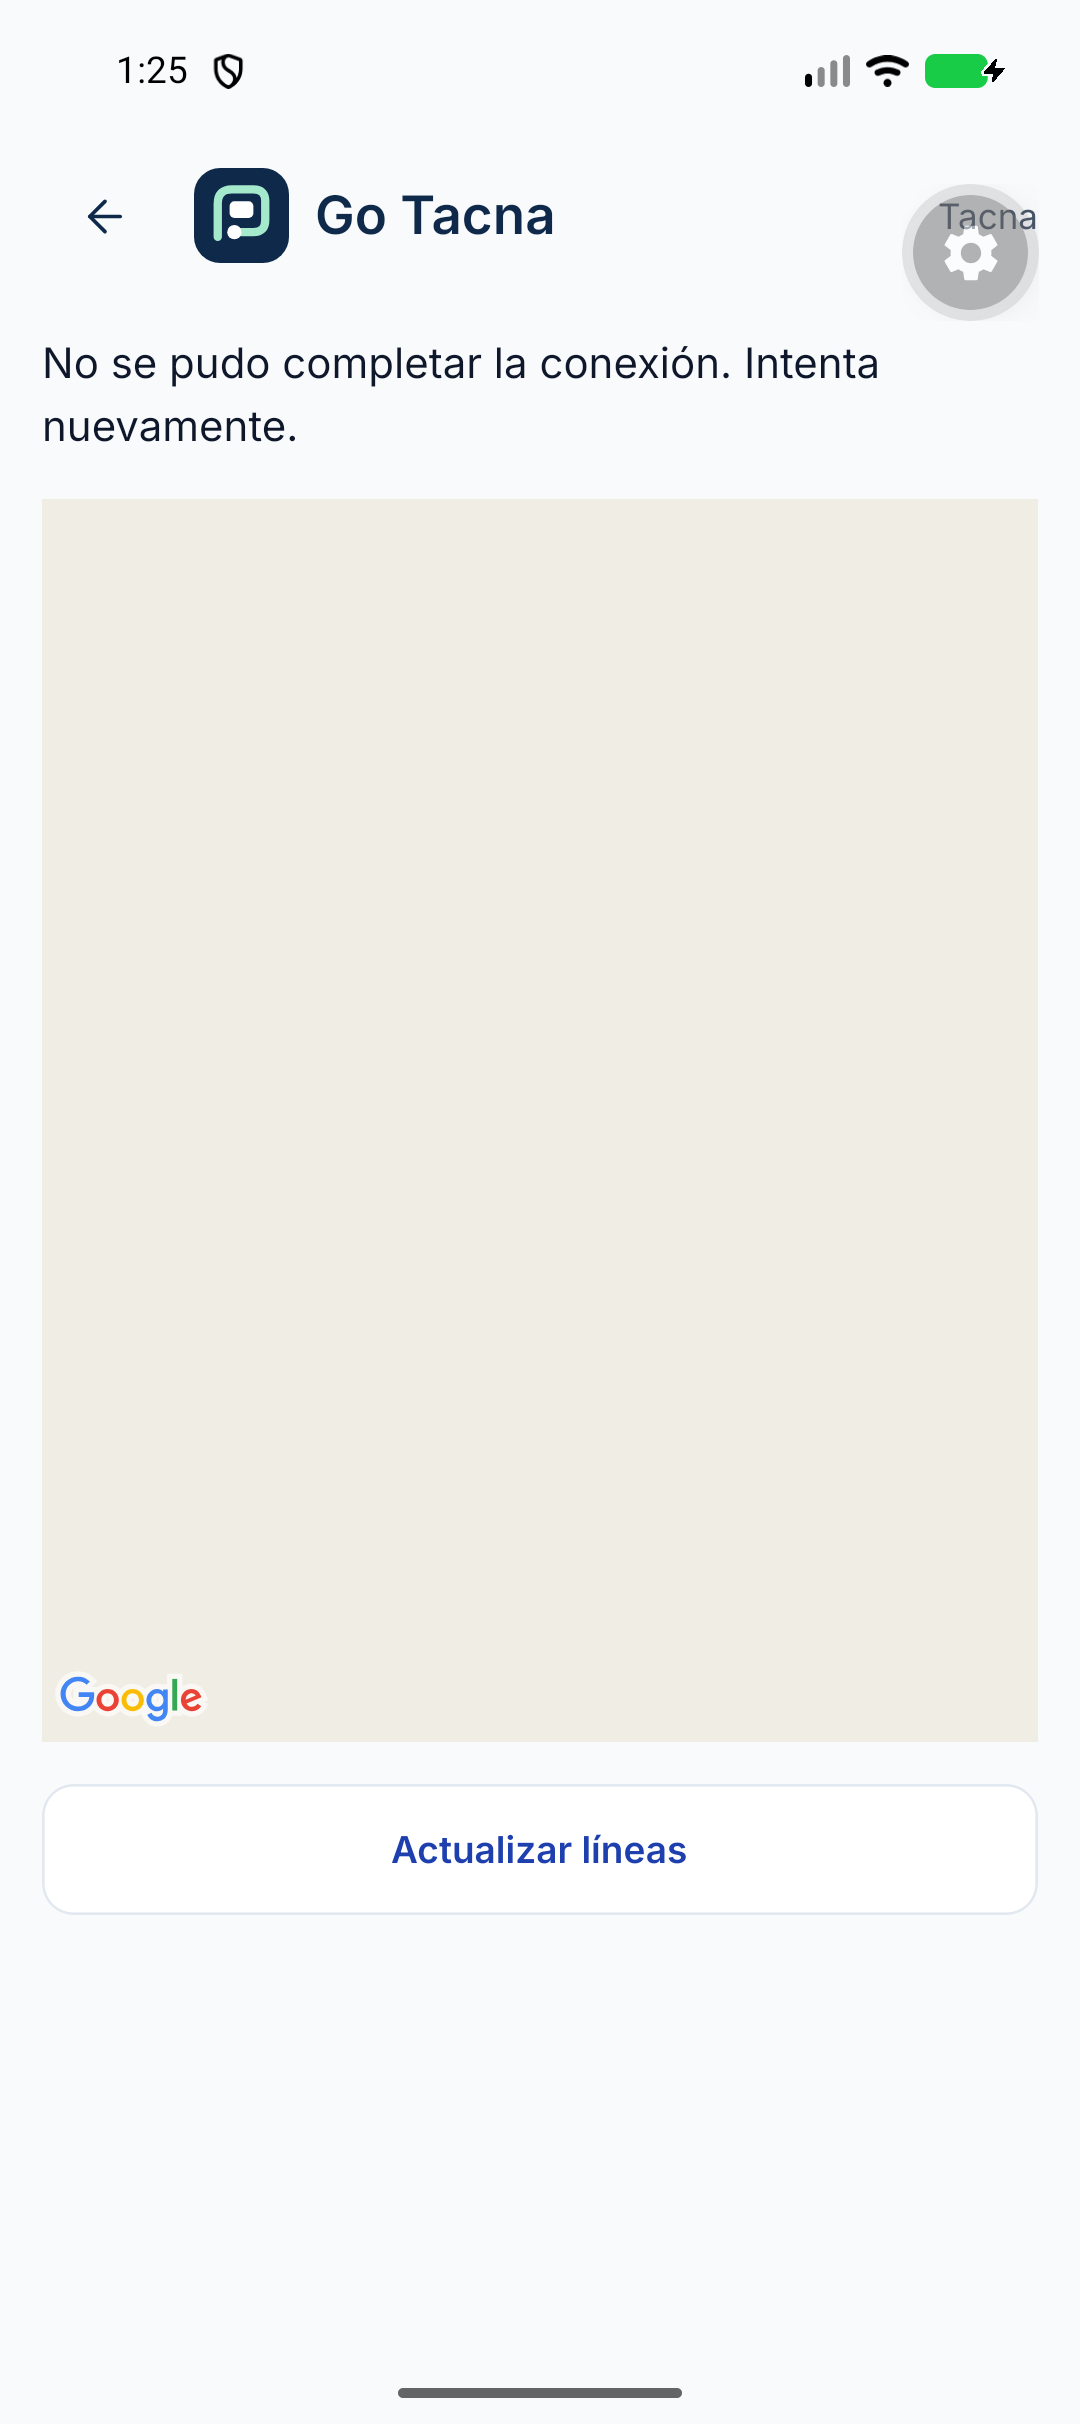 1:25
Go Tacna
Tacna
No se pudo completar la conexión. Intenta
nuevamente.
Google
Actualizar líneas